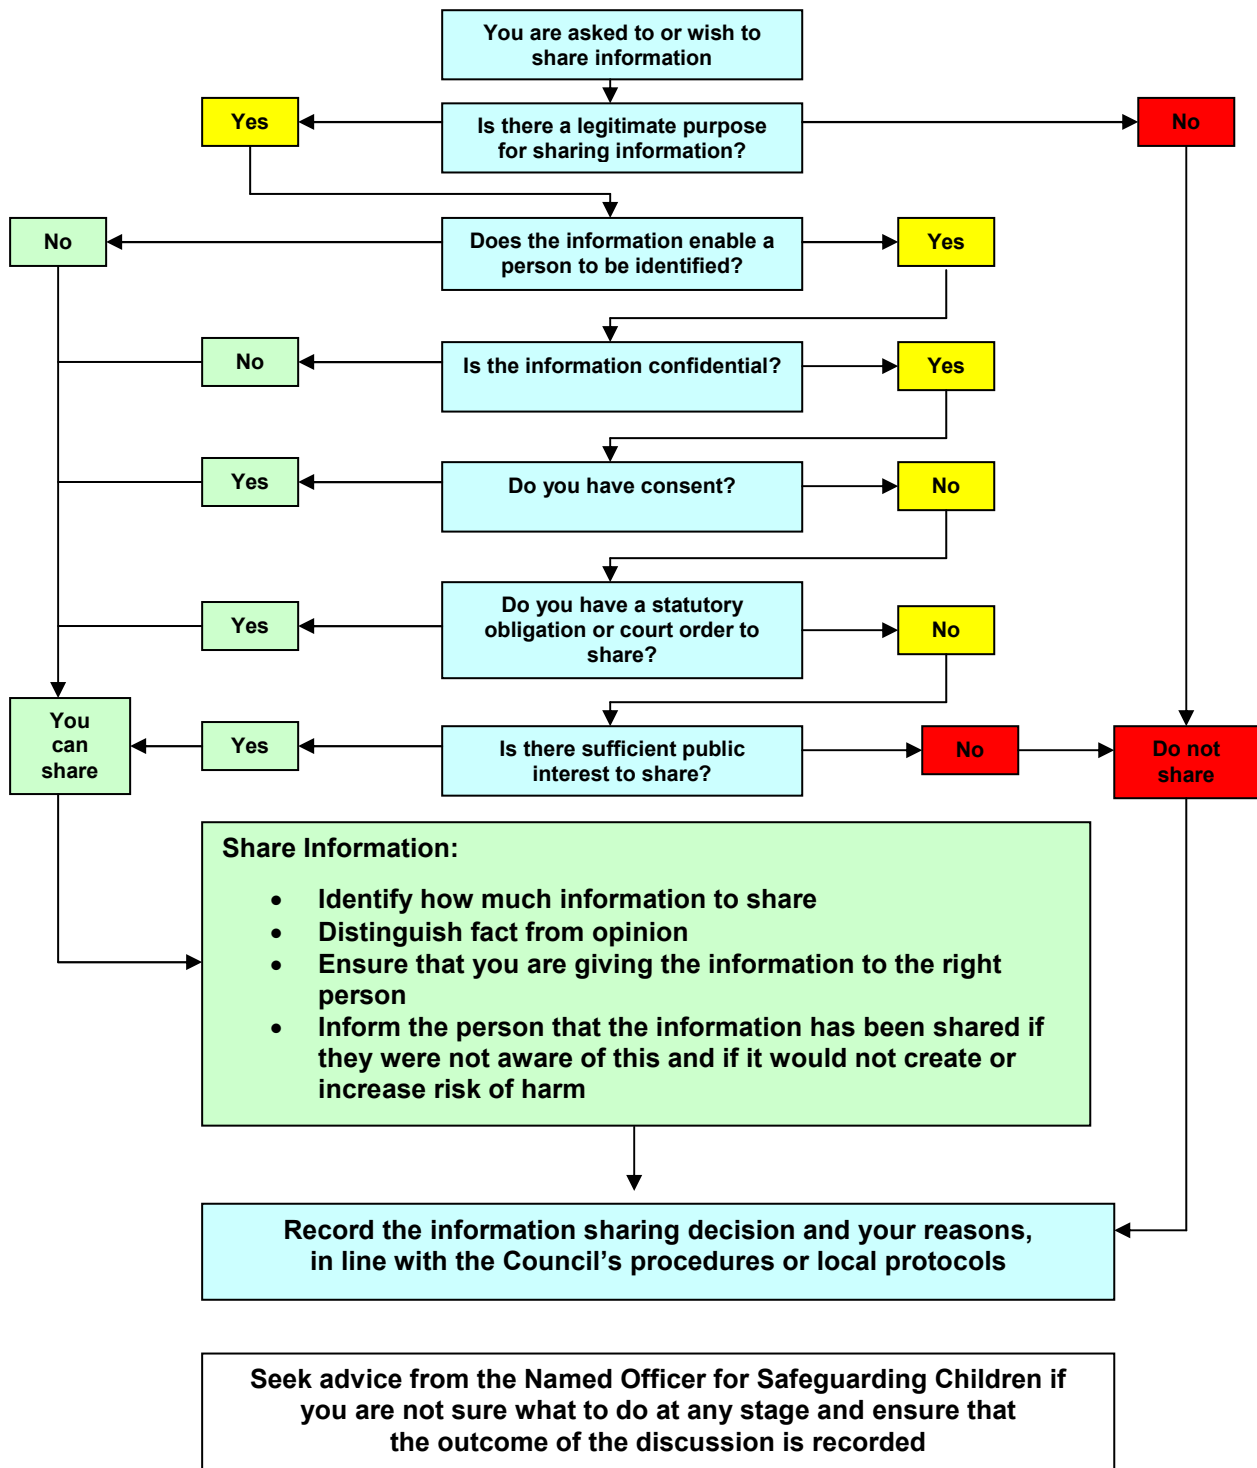 You are asked to or wish to
share information
Yes
Is there a legitimate purpose
for sharing information?
No
No
Does the information enable a
person to be identified?
Yes
No
Is the information confidential?
Yes
Yes
Do you have consent?
No
Yes
Do you have a statutory
obligation or court order to
share?
No
You
can
share
Yes
Is there sufficient public
interest to share?
No
Do not
share
Share Information:
• Identify how much information to share
• Distinguish fact from opinion
• Ensure that you are giving the information to the right
person
• Inform the person that the information has been shared if
they were not aware of this and if it would not create or
increase risk of harm
Record the information sharing decision and your reasons,
in line with the Council’s procedures or local protocols
Seek advice from the Named Officer for Safeguarding Children if
you are not sure what to do at any stage and ensure that
the outcome of the discussion is recorded